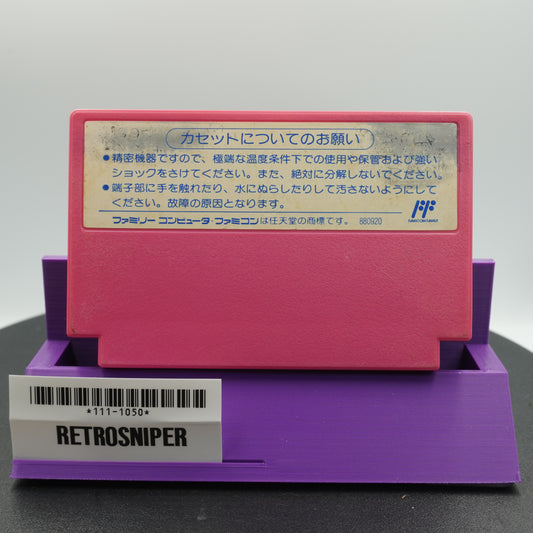 カセットについてのお願い
●精密機器ですので、極端な温度条件下での使用や保管および強い
ショックをさけてください。また、絶対に分解しないでください。
●端子部に手を触れたり、水にぬらしたりして汚さないようにして
ください。故障の原因となります。
ファミリー コンピュータ・ファミコンは任天堂の商標です。 880920
FAMICOM FAMILY
*111-1050*
RETROSNIPER